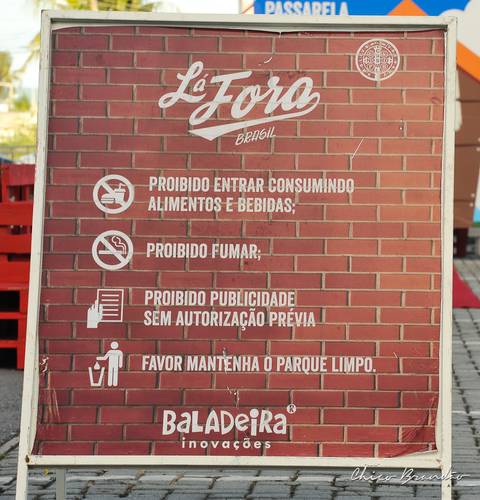 PASSARELA
Lá Fora
BRASIL
PROIBIDO ENTRAR CONSUMINDO
ALIMENTOS E BEBIDAS;
PROIBIDO FUMAR;
PROIBIDO PUBLICIDADE
SEM AUTORIZAÇÃO PRÉVIA
FAVOR MANTENHA O PARQUE LIMPO.
BALADEIRA®
inovações
Chico Brandão